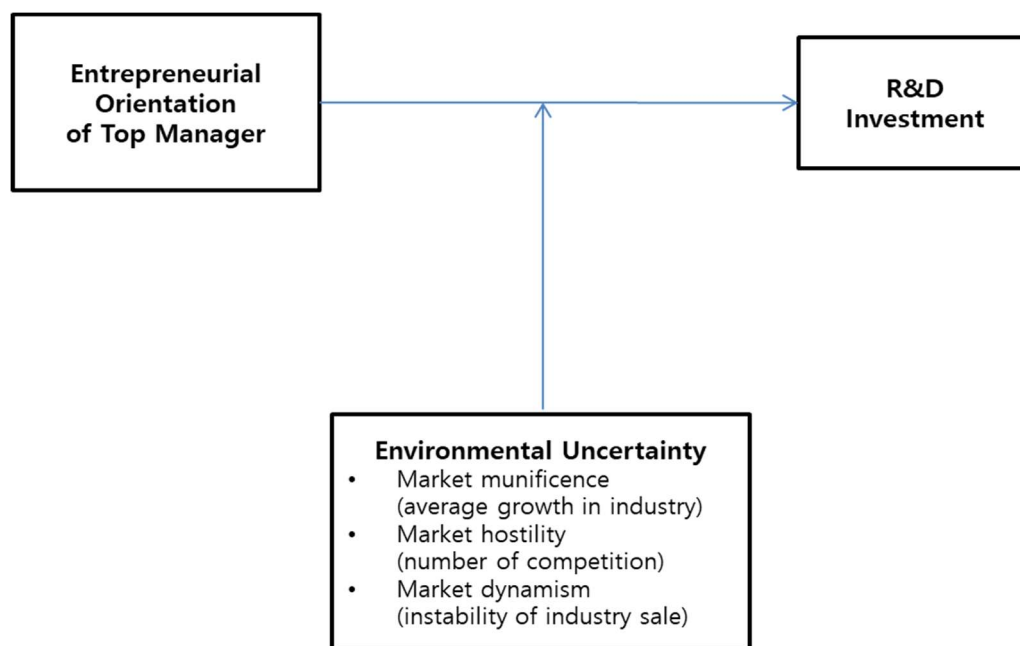 Entrepreneurial
Orientation
of Top Manager
R&D
Investment
Environmental Uncertainty
• Market munificence
(average growth in industry)
• Market hostility
(number of competition)
• Market dynamism
(instability of industry sale)